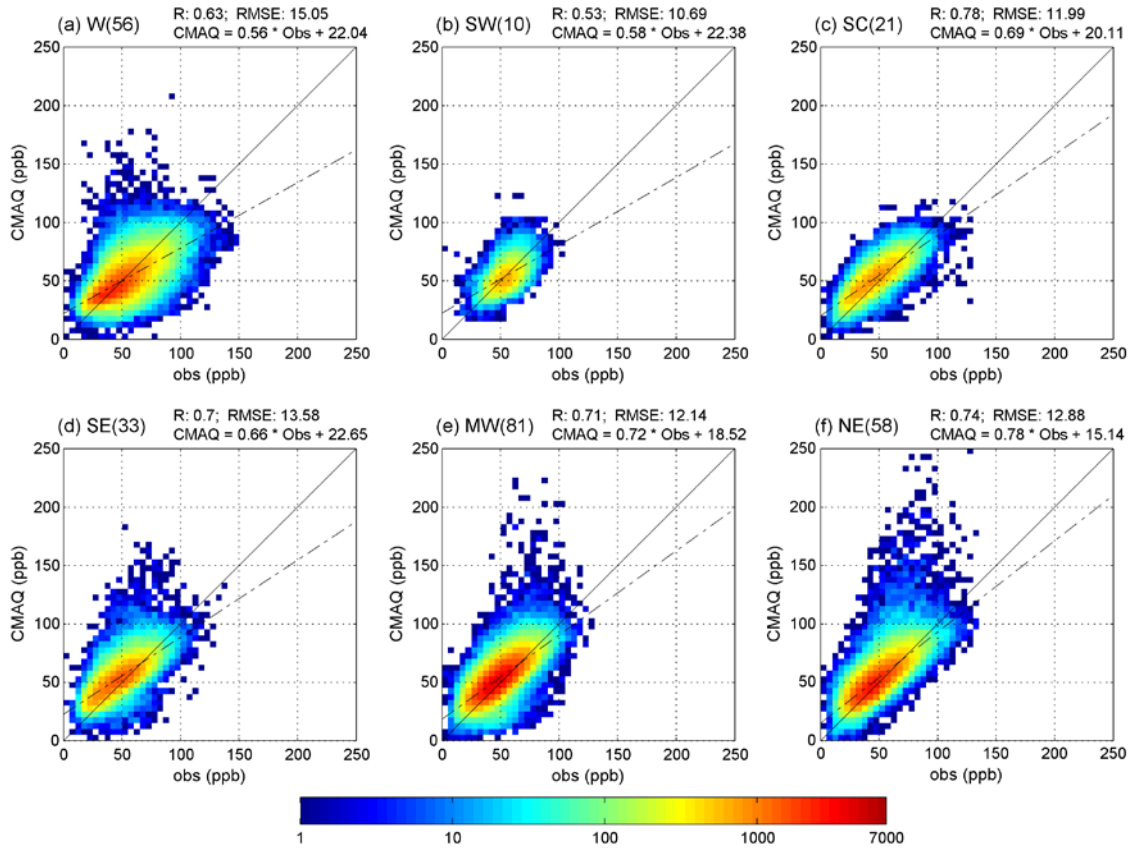 R: 0.63; RMSE: 15.05
(a) W(56)
CMAQ = 0.56 * Obs + 22.04
R: 0.53; RMSE: 10.69
(b) SW(10)
CMAQ = 0.58 * Obs + 22.38
R: 0.78; RMSE: 11.99
(c) SC(21)
CMAQ = 0.69 * Obs + 20.11
250
200
150
100
50
0
CMAQ (ppb)
0 50 100 150 200 250
obs (ppb)
250
200
150
100
50
0
CMAQ (ppb)
0 50 100 150 200 250
obs (ppb)
250
200
150
100
50
0
CMAQ (ppb)
0 50 100 150 200 250
obs (ppb)
R: 0.7; RMSE: 13.58
(d) SE(33)
CMAQ = 0.66 * Obs + 22.65
R: 0.71; RMSE: 12.14
(e) MW(81)
CMAQ = 0.72 * Obs + 18.52
R: 0.74; RMSE: 12.88
(f) NE(58)
CMAQ = 0.78 * Obs + 15.14
250
200
150
100
50
0
CMAQ (ppb)
0 50 100 150 200 250
obs (ppb)
250
200
150
100
50
0
CMAQ (ppb)
0 50 100 150 200 250
obs (ppb)
250
200
150
100
50
0
CMAQ (ppb)
0 50 100 150 200 250
obs (ppb)
1 10 100 1000 7000